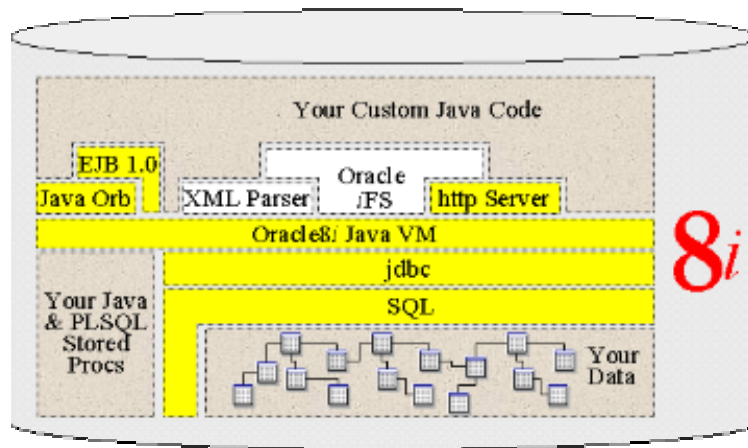 Your Custom Java Code
EJB 1.0
Oracle
iFS
Java Orb
XML Parser
http Server
Oracle8i Java VM
8i
jdbc
SQL
Your Java
& PLSQL
Stored
Procs
Your
Data